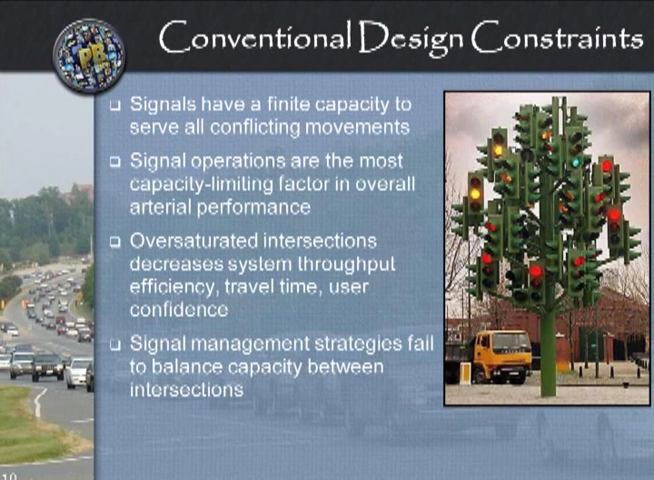 Conventional Design Constraints
PB
Signals have a finite capacity to
serve all conflicting movements
Signal operations are the most
capacity-limiting factor in overall
arterial performance
Oversaturated intersections
decreases system throughput
efficiency, travel time, user
confidence
Signal management strategies fail
to balance capacity between
intersections
10